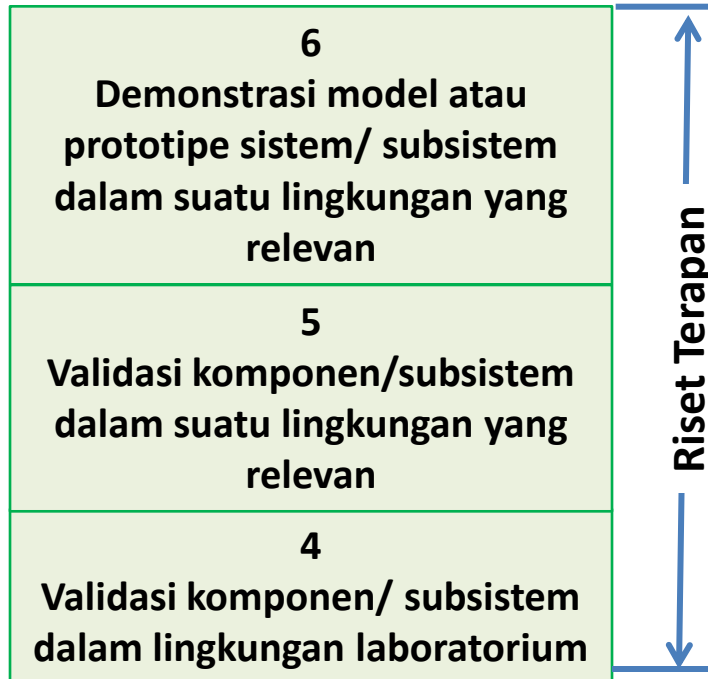 6
Demonstrasi model atau
prototipe sistem/ subsistem
dalam suatu lingkungan yang
relevan
5
Validasi komponen/subsistem
dalam suatu lingkungan yang
relevan
4
Validasi komponen/ subsistem
dalam lingkungan laboratorium
Riset Terapan